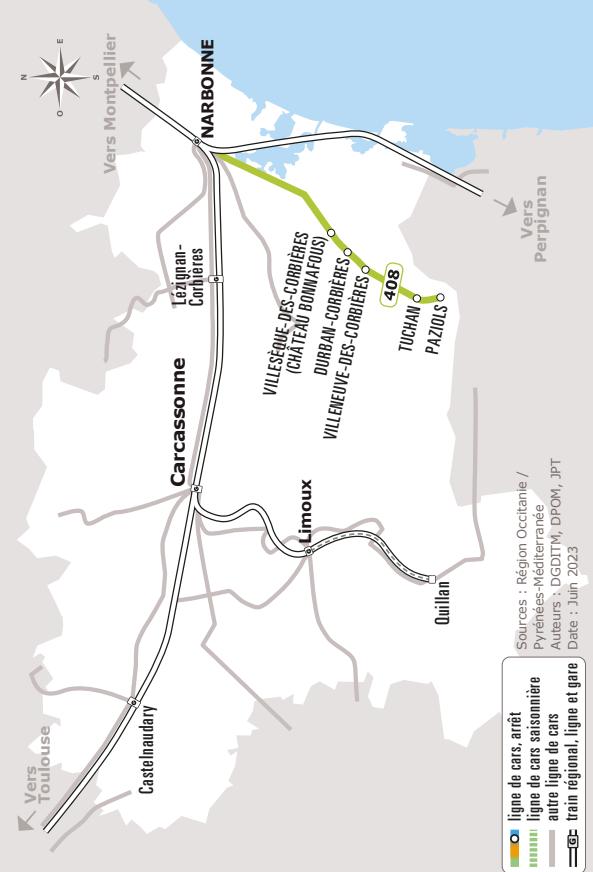 N
E
S
O
Vers Montpellier
NARBONNE
Lézignan-
Corbières
Carcassonne
VILLESÈQUE-DES-CORBIÈRES
(CHÂTEAU BONNAFOUS)
DURBAN-CORBIÈRES
VILLENEUVE-DES-CORBIÈRES
408
TUCHAN
PAZIOLS
Vers
Perpignan
Limoux
Quillan
Castelnaudary
Vers
Toulouse
Sources : Région Occitanie /
Pyrénées-Méditerranée
Auteurs : DGDITM, DPOM, JPT
Date : Juin 2023
ligne de cars, arrêt
ligne de cars saisonnière
autre ligne de cars
G
train régional, ligne et gare